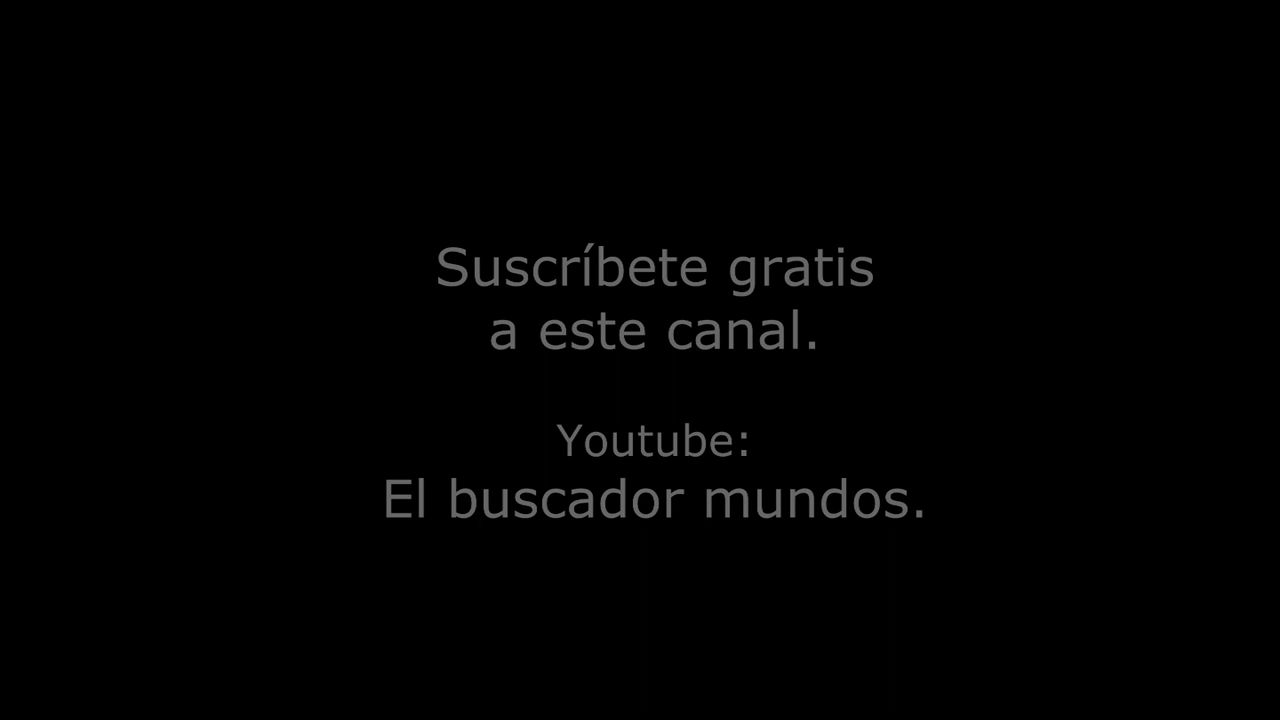 Suscríbete gratis
a este canal.
Youtube:
El buscador mundos.